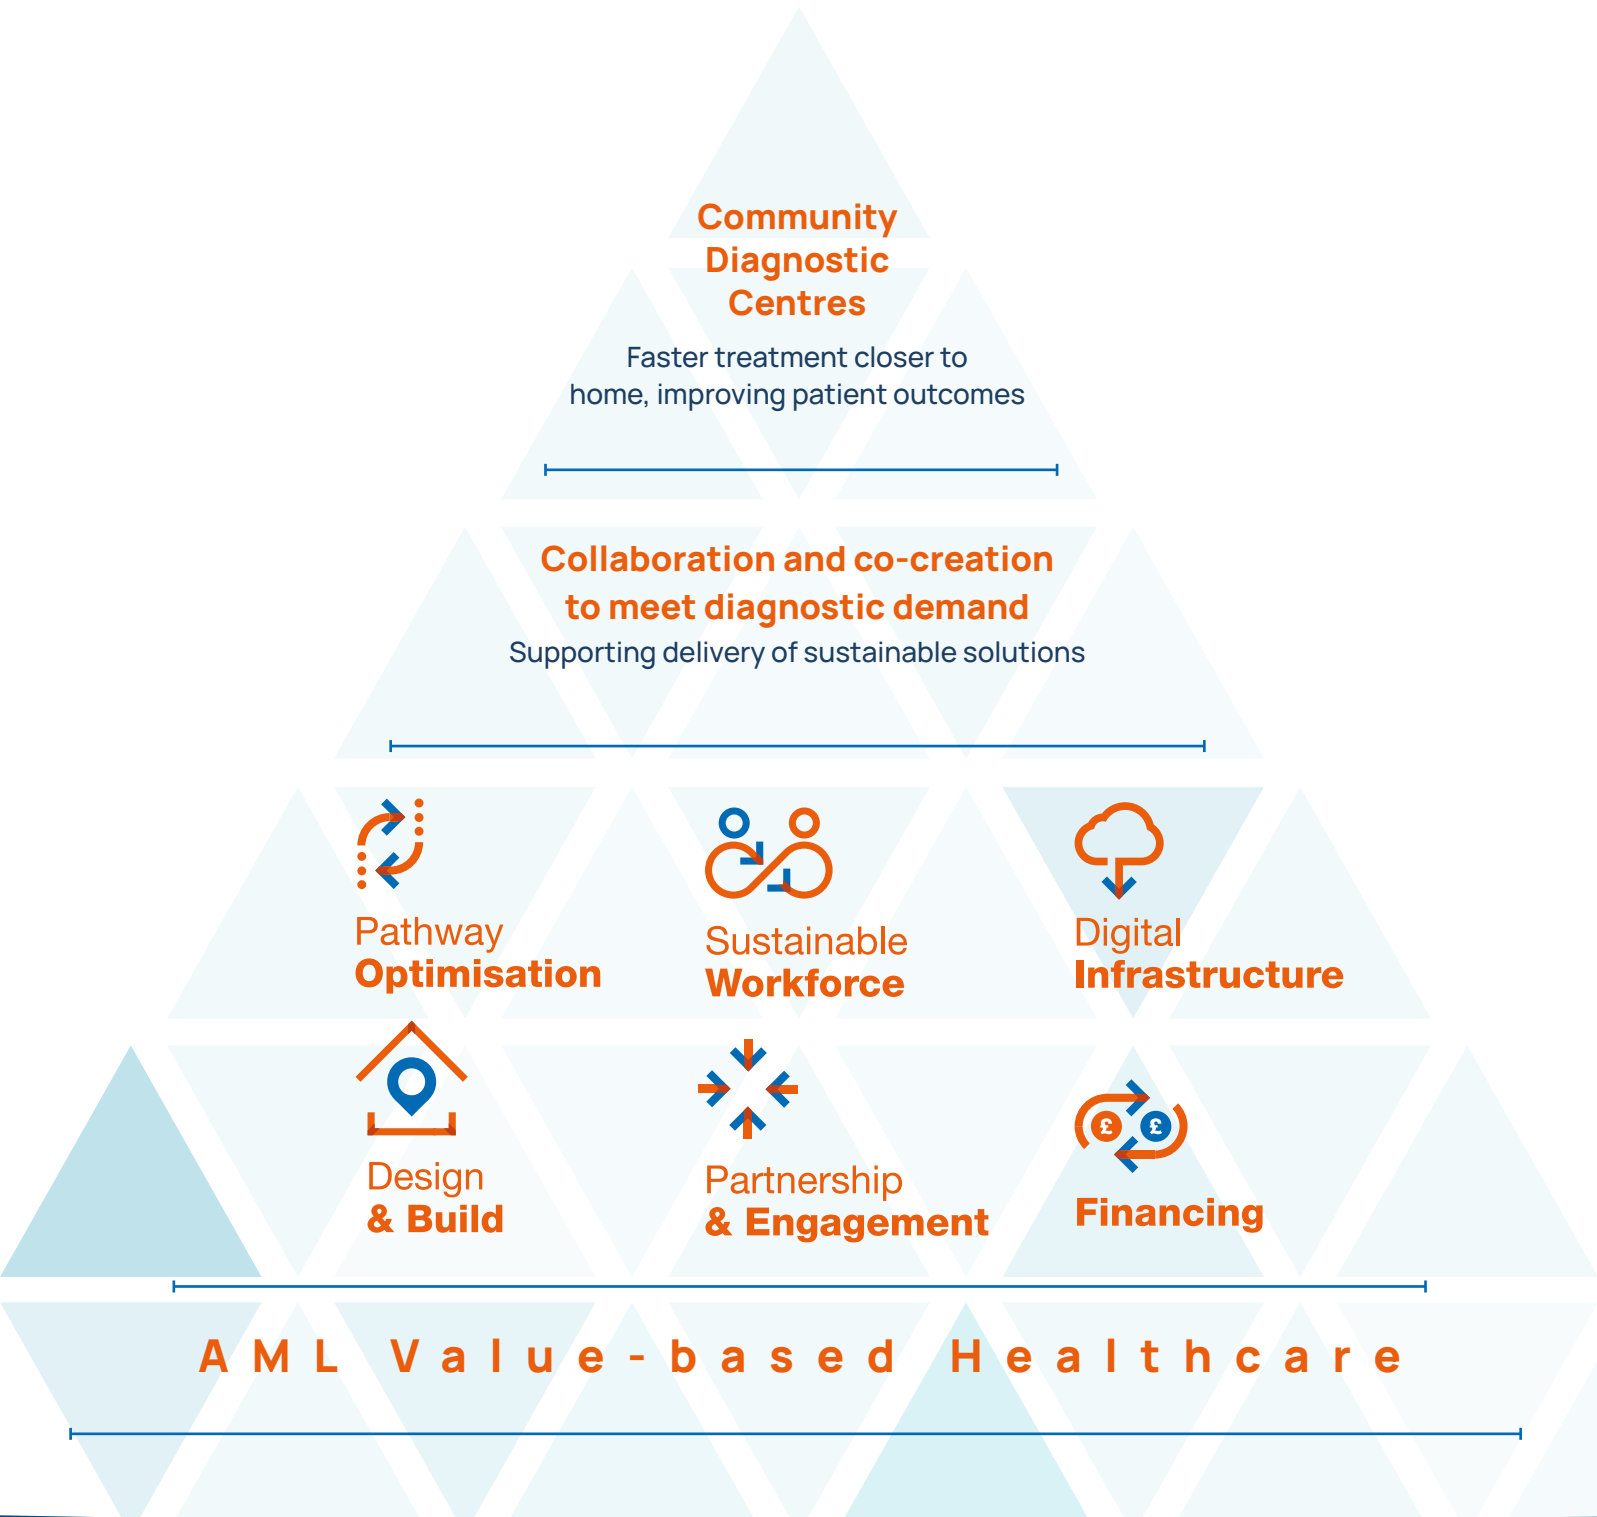 Community
Diagnostic
Centres
Faster treatment closer to
home, improving patient outcomes
Collaboration and co-creation
to meet diagnostic demand
Supporting delivery of sustainable solutions
Pathway
Optimisation
Sustainable
Workforce
Digital
Infrastructure
Design
& Build
Partnership
& Engagement
£ £
Financing
AML Value-based Healthcare